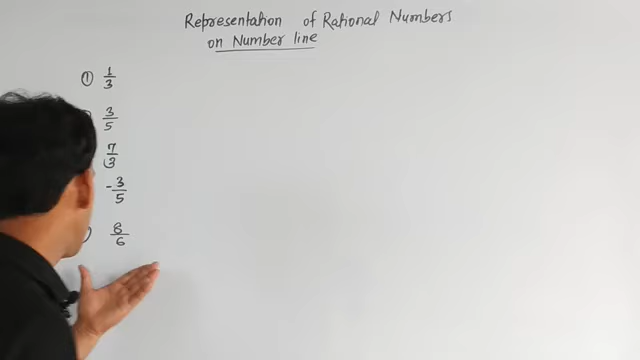 Representation of Rational Numbers
on Number line
① 1/3
3/5
7/3
-3/5
8/6